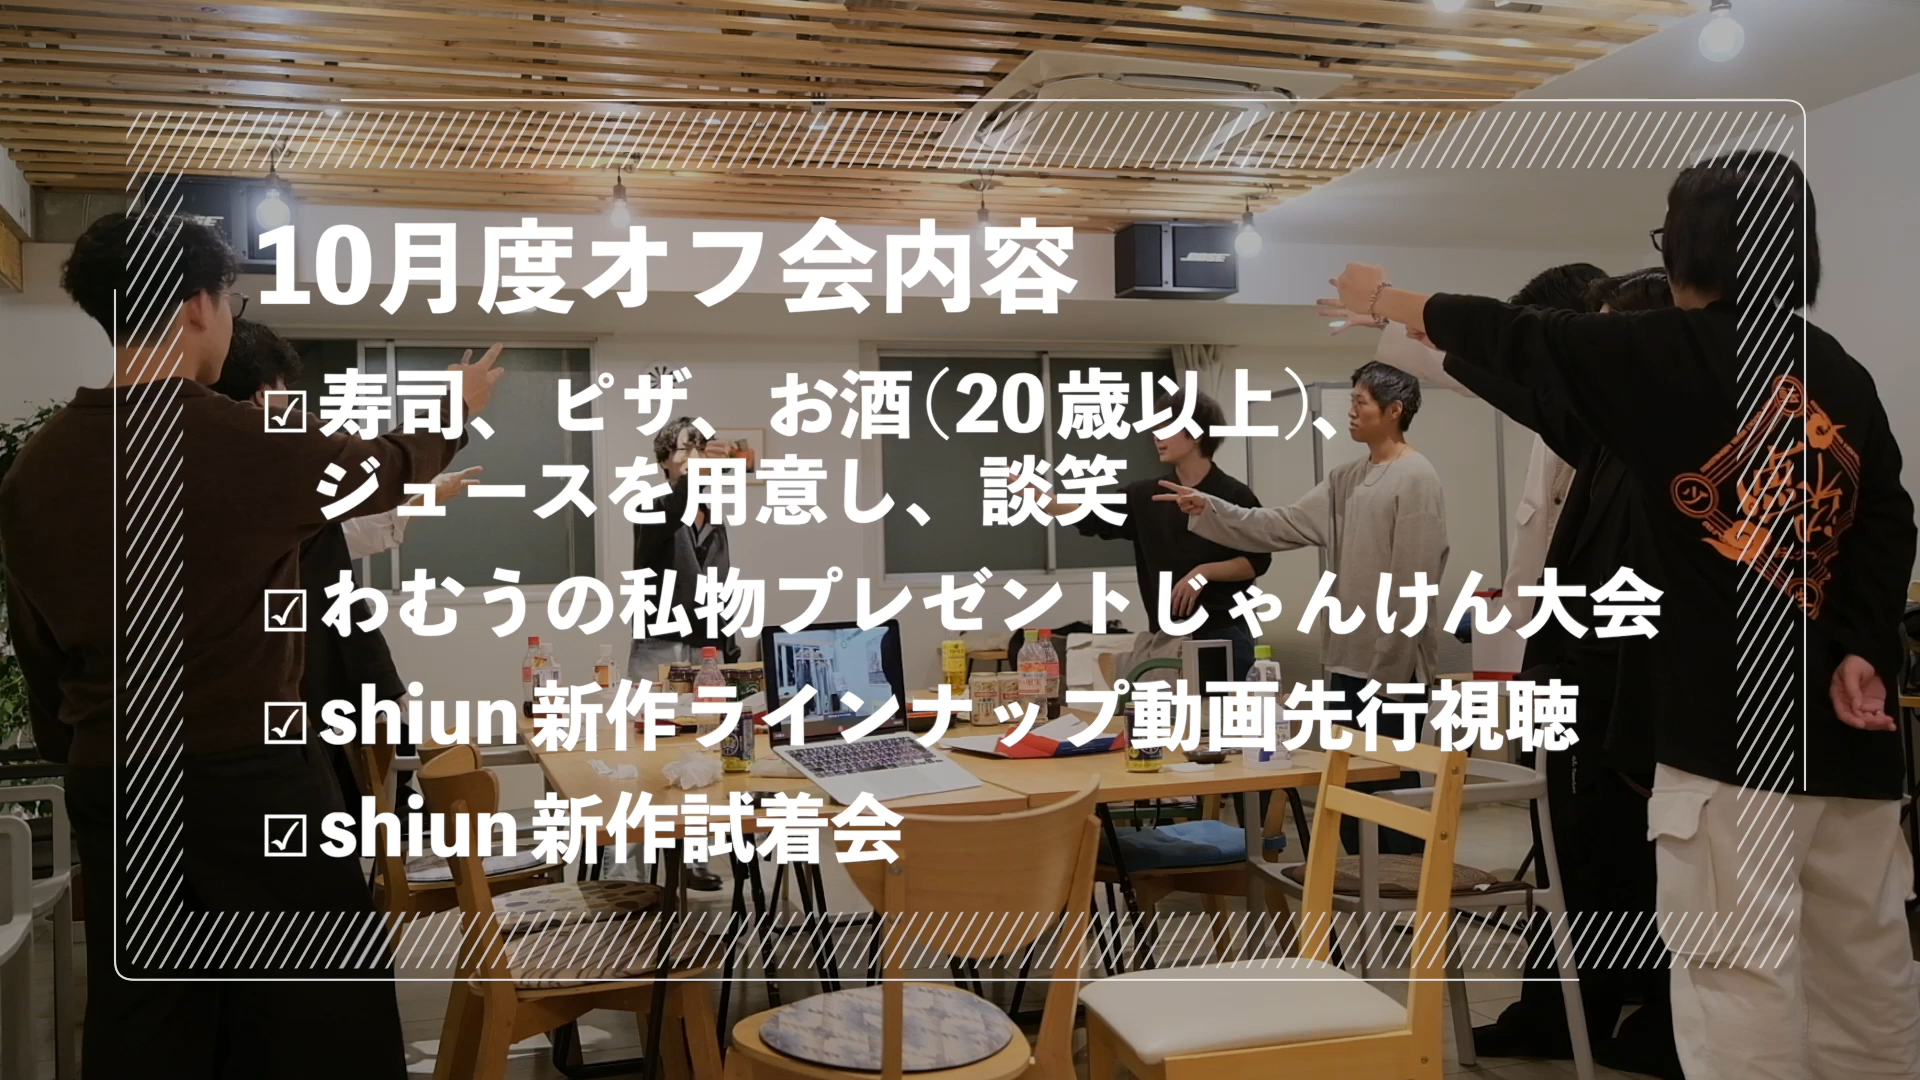 10月度オフ会内容
☑寿司、ピザ、お酒(20歳以上)、
ジュースを用意し、談笑
☑わむうの私物プレゼントじゃんけん大会
☑shiun新作ラインナップ動画先行視聴
☑shiun新作試着会
BOSE